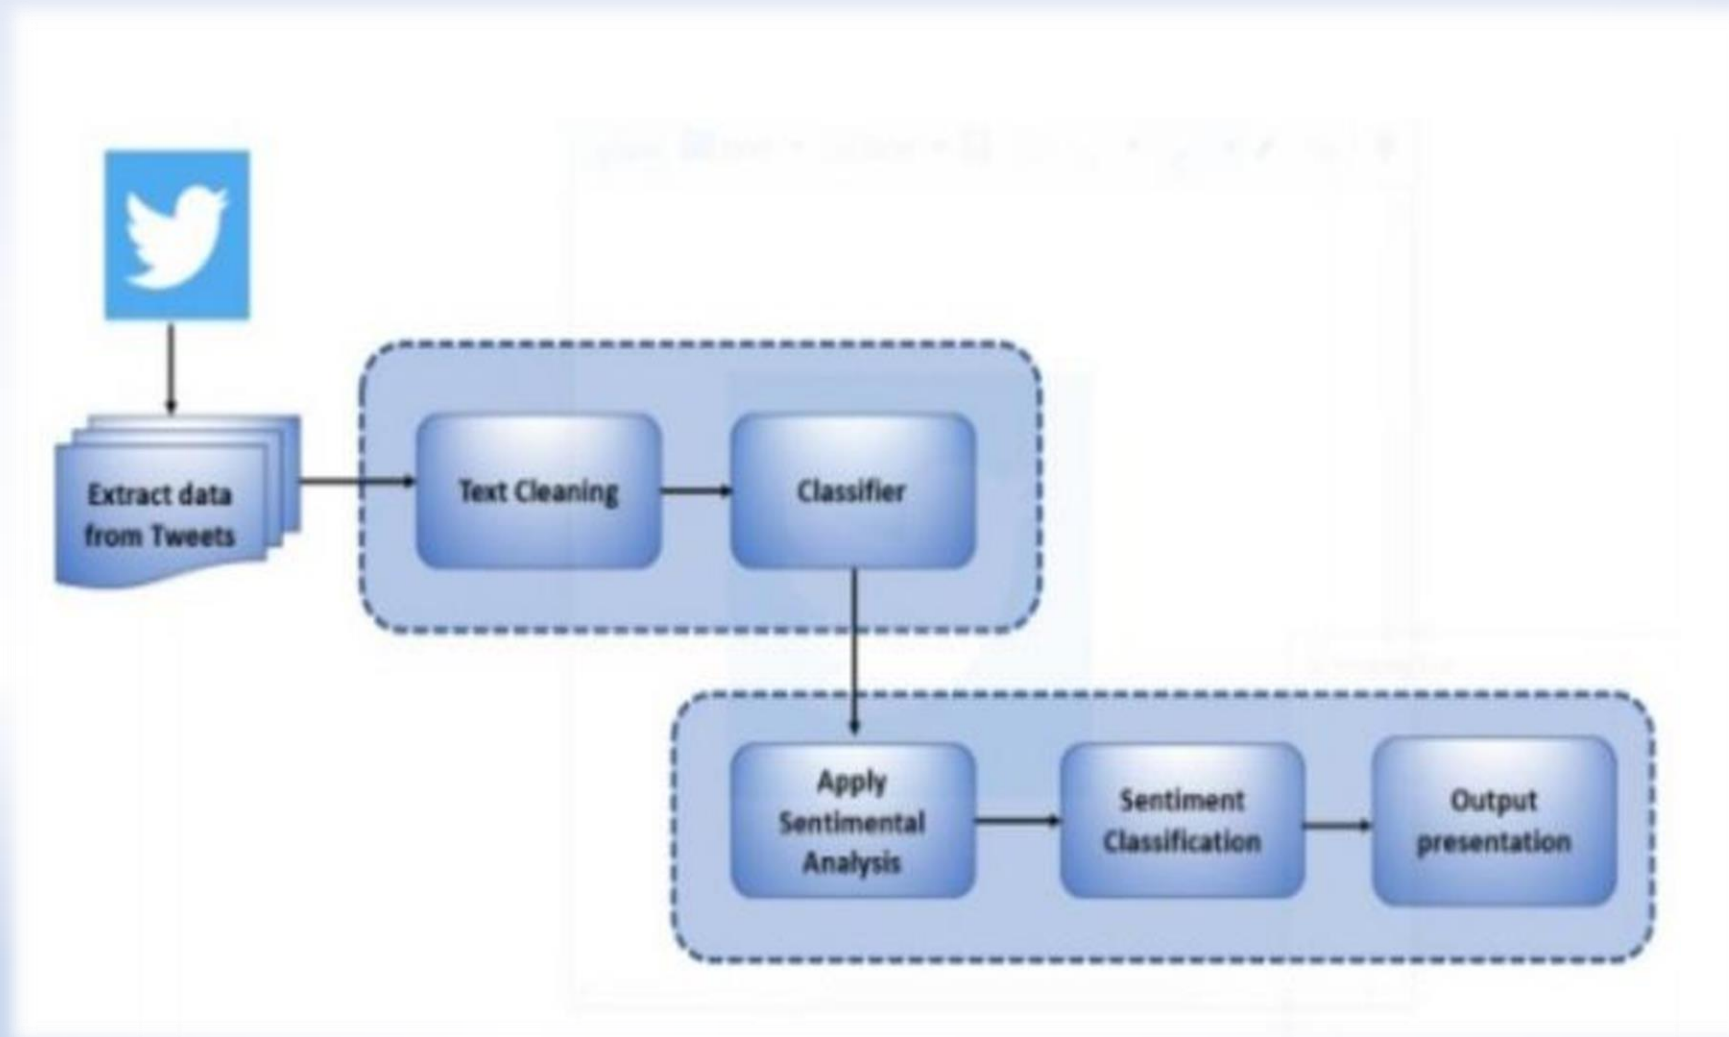 Extract data
from Tweets
Text Cleaning
Classifier
Apply
Sentimental
Analysis
Sentiment
Classification
Output
presentation